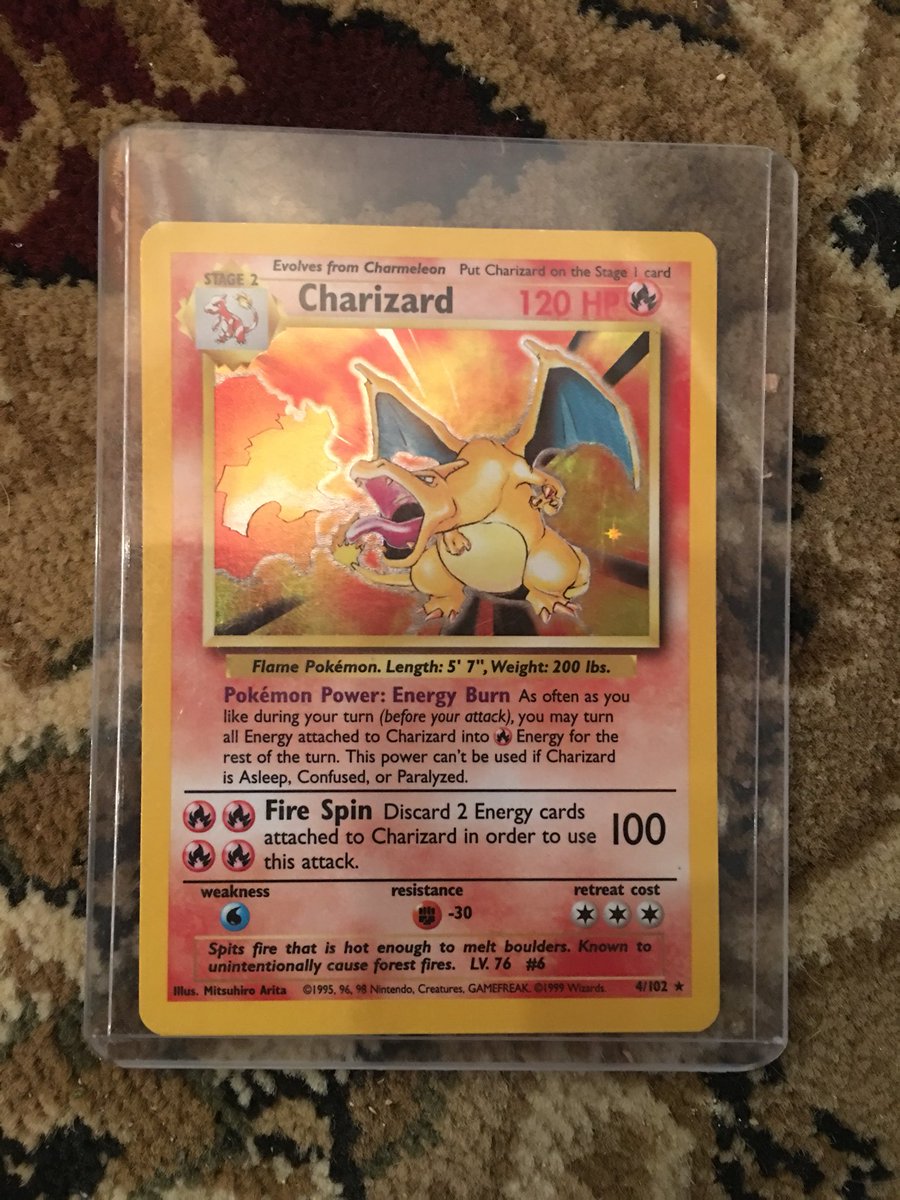 Evolves from Charmeleon Put Charizard on the Stage 1 card
STAGE 2
Charizard 120 HP
Flame Pokémon. Length: 5' 7", Weight: 200 lbs.
Pokémon Power: Energy Burn As often as you
like during your turn (before your attack), you may turn
all Energy attached to Charizard into Energy for the
rest of the turn. This power can't be used if Charizard
is Asleep, Confused, or Paralyzed.
Fire Spin Discard 2 Energy cards
attached to Charizard in order to use 100
this attack.
weakness resistance retreat cost
-30
Spits fire that is hot enough to melt boulders. Known to
unintentionally cause forest fires. LV. 76 #6
Illus. Mitsuhiro Arita ©1995, 96, 98 Nintendo, Creatures, GAMEFREAK. ©1999 Wizards. 4/102 ★